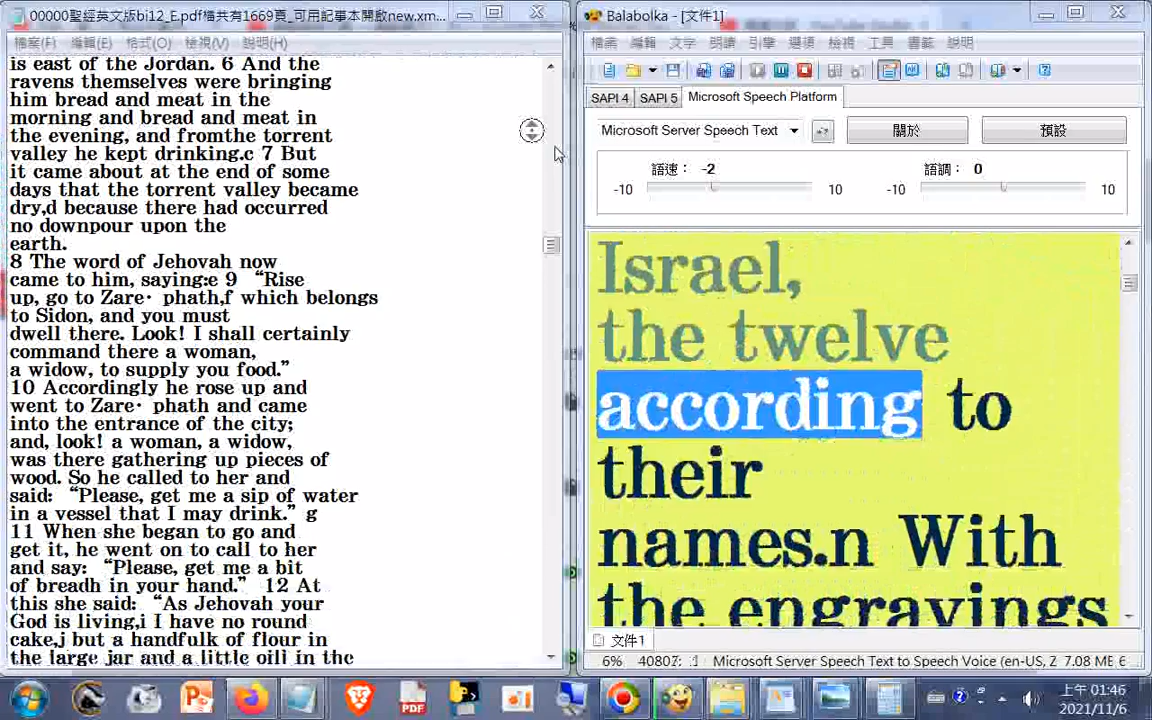 00000聖經英文版bi12_E.pdf檔共有1669頁_可用記事本開啟new.xm...
檔案(F) 編輯(E) 格式(O) 檢視(V) 說明(H)
is east of the Jordan. 6 And the
ravens themselves were bringing
him bread and meat in the
morning and bread and meat in
the evening, and fromthe torrent
valley he kept drinking.c 7 But
it came about at the end of some
days that the torrent valley became
dry,d because there had occurred
no downpour upon the
earth.
8 The word of Jehovah now
came to him, saying:e 9 “Rise
up, go to Zare· phath,f which belongs
to Sidon, and you must
dwell there. Look! I shall certainly
command there a woman,
a widow, to supply you food.”
10 Accordingly he rose up and
went to Zare· phath and came
into the entrance of the city;
and, look! a woman, a widow,
was there gathering up pieces of
wood. So he called to her and
said: “Please, get me a sip of water
in a vessel that I may drink.” g
11 When she began to go and
get it, he went on to call to her
and say: “Please, get me a bit
of breadh in your hand.” 12 At
this she said: “As Jehovah your
God is living,i I have no round
cake,j but a handfulk of flour in
the large jar and a little oill in the
Balabolka - [文件1]
檔案 編輯 文字 朗讀 引擎 選項 檢視 工具 書籤 說明
SAPI 4 SAPI 5 Microsoft Speech Platform
Microsoft Server Speech Text 關於 預設
語速： -2 語調： 0
-10 10 -10 10
Israel,
the twelve
according to
their
names.n With
the engravings
文件1
6% 40807: 1 Microsoft Server Speech Text to Speech Voice (en-US, Z 7.08 MB
上午 01:46
2021/11/6